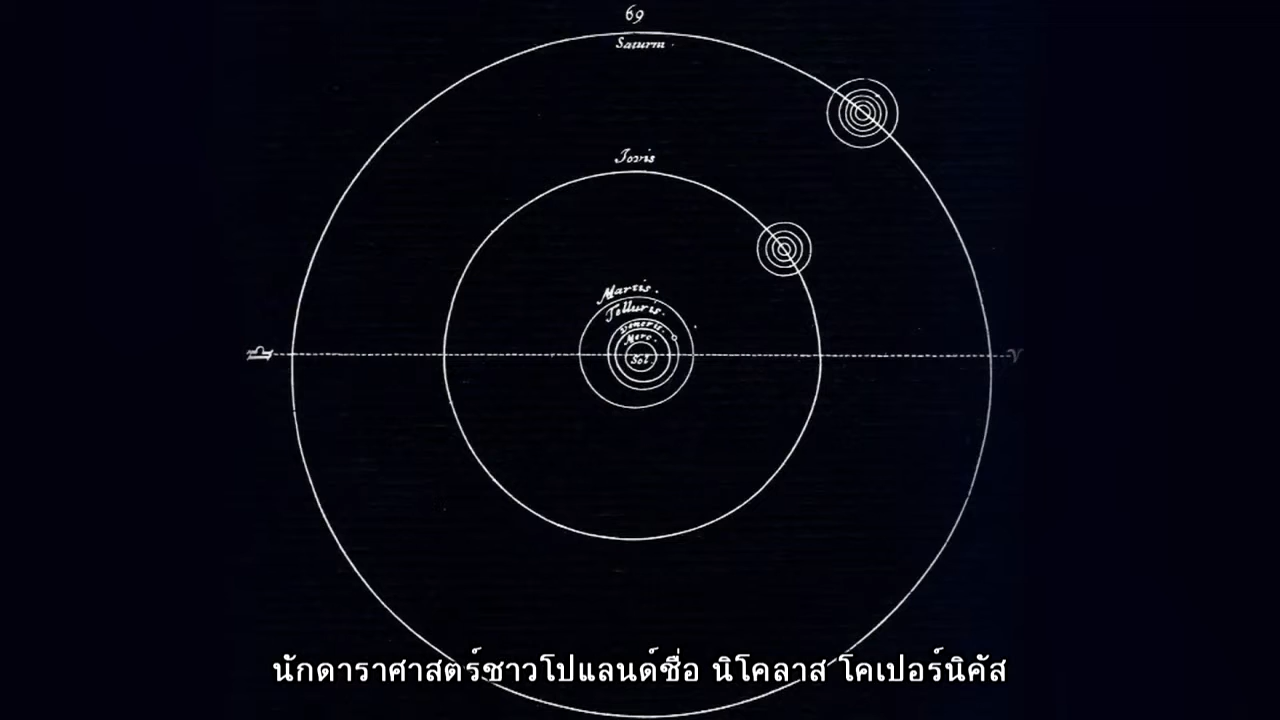 69
Saturni
Jovis
Martis.
Telluris.
Veneris.
Merc.
Sol.
♎ ♈
นักดาราศาสตร์ชาวโปแลนด์ชื่อ นิโคลาส โคเปอร์นิคัส